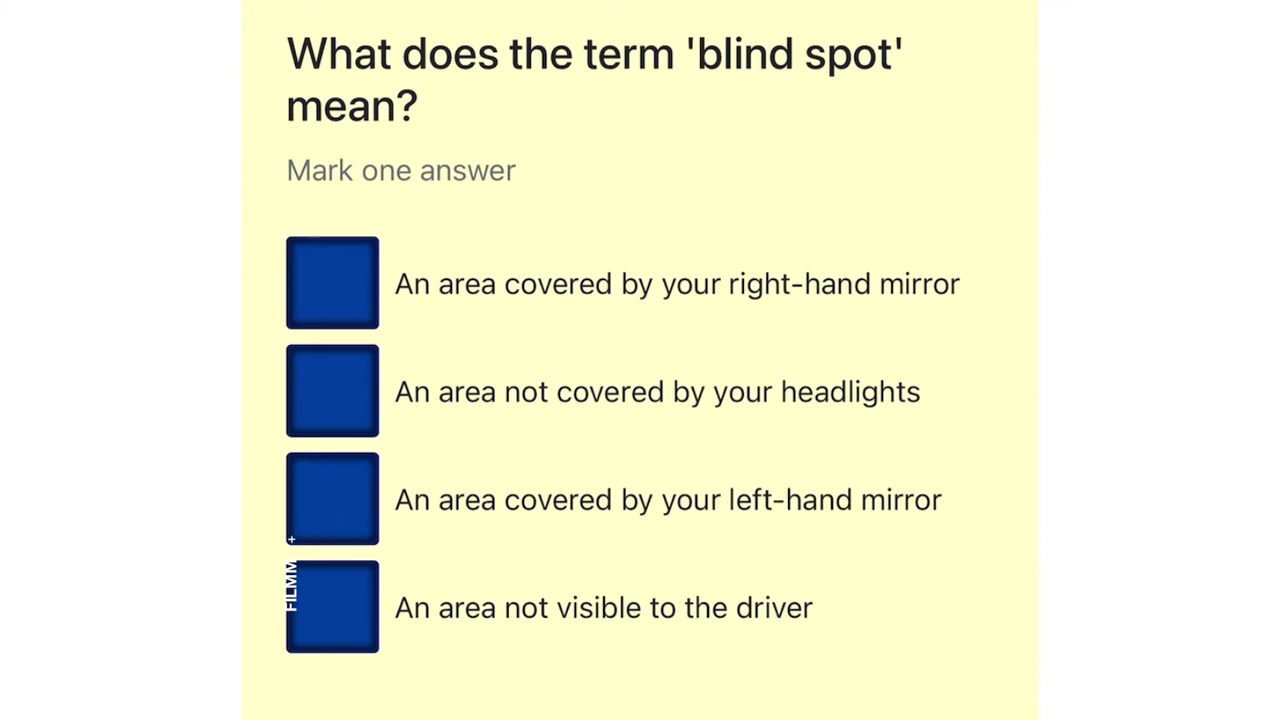 What does the term 'blind spot'
mean?
Mark one answer
An area covered by your right-hand mirror
An area not covered by your headlights
An area covered by your left-hand mirror
An area not visible to the driver
FILMM +